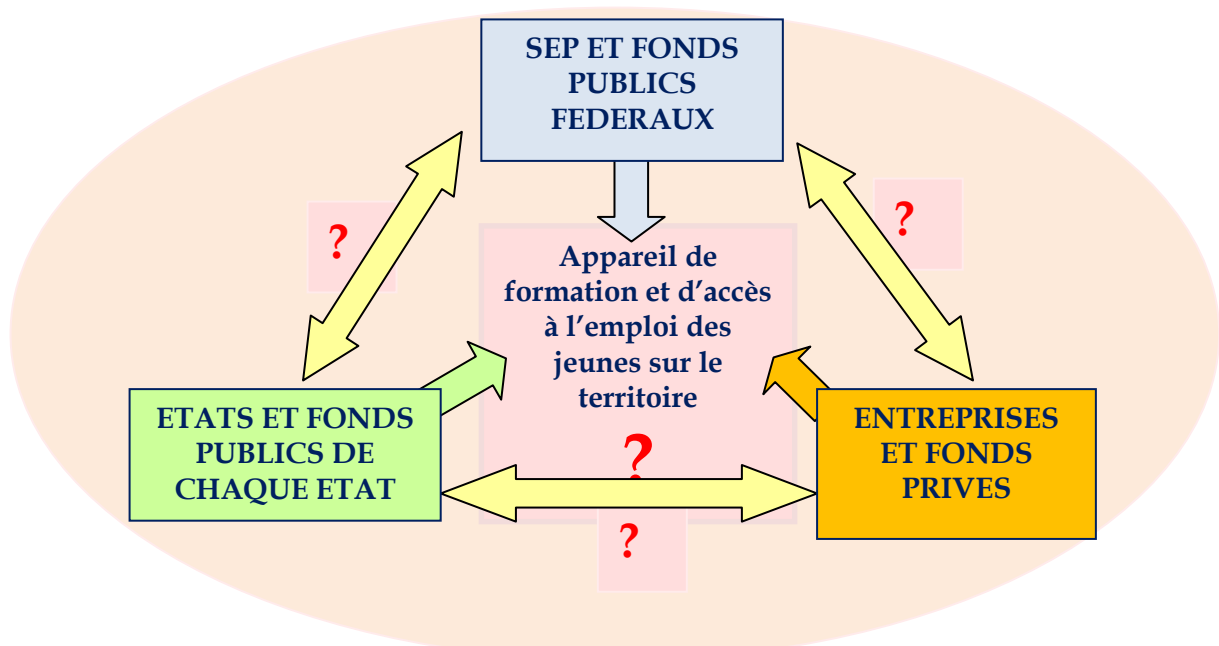 SEP ET FONDS
PUBLICS
FEDERAUX
?
?
Appareil de
formation et d’accès
à l’emploi des
jeunes sur le
territoire
?
ETATS ET FONDS
PUBLICS DE
CHAQUE ETAT
ENTREPRISES
ET FONDS
PRIVES
?